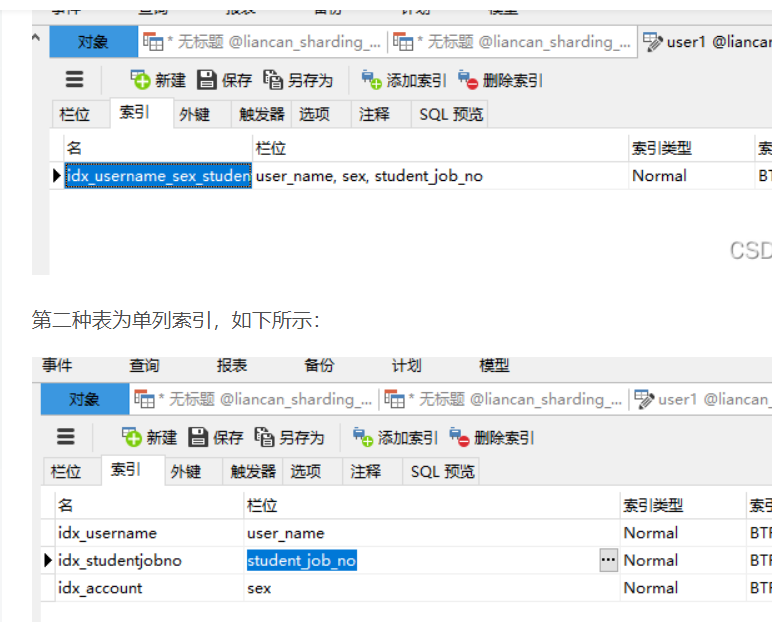 事件 查询 报表 备份 计划 模型
对象 * 无标题 @liancan_sharding_... * 无标题 @liancan_sharding_... user1 @liancan
新建 保存 另存为 添加索引 删除索引
栏位 索引 外键 触发器 选项 注释 SQL 预览
名 栏位 索引类型 索
idx_username_sex_studen user_name, sex, student_job_no Normal BT
CSD
第二种表为单列索引，如下所示：
事件 查询 报表 备份 计划 模型
对象 * 无标题 @liancan_sharding_... * 无标题 @liancan_sharding_... user1 @liancan_
新建 保存 另存为 添加索引 删除索引
栏位 索引 外键 触发器 选项 注释 SQL 预览
名 栏位 索引类型 索引
idx_username user_name Normal BTR
idx_studentjobno student_job_no ... Normal BTR
idx_account sex Normal BTR